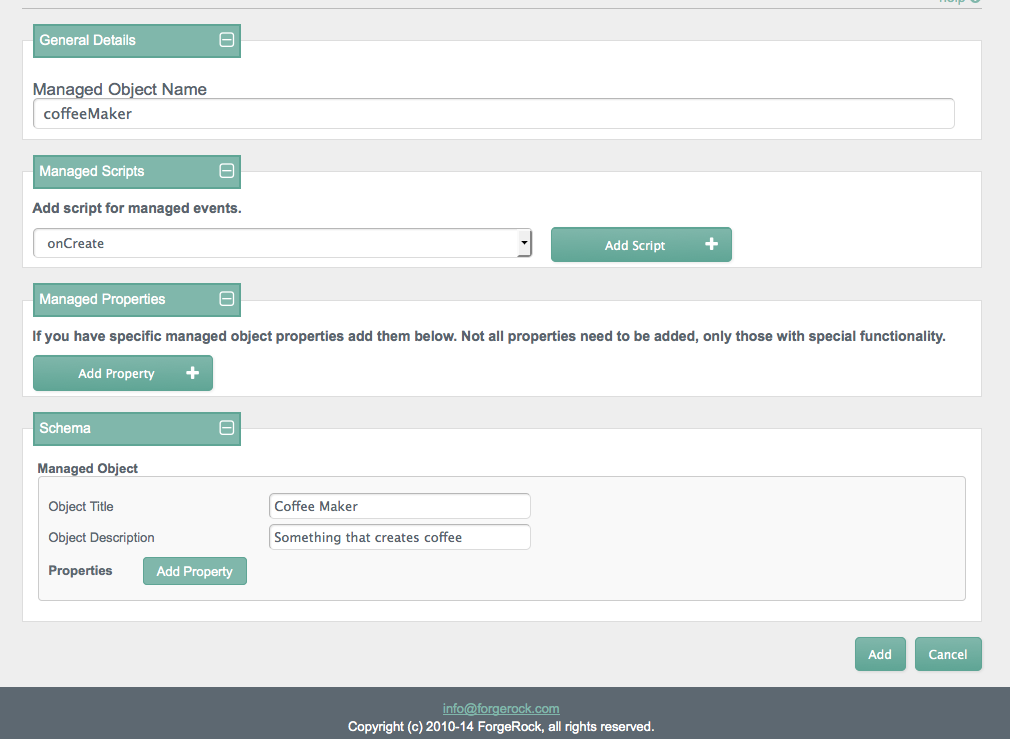 help
General Details
Managed Object Name
coffeeMaker
Managed Scripts
Add script for managed events.
onCreate
Add Script
Managed Properties
If you have specific managed object properties add them below. Not all properties need to be added, only those with special functionality.
Add Property
Schema
Managed Object
Object Title Coffee Maker
Object Description Something that creates coffee
Properties Add Property
Add Cancel
info@forgerock.com
Copyright (c) 2010-14 ForgeRock, all rights reserved.